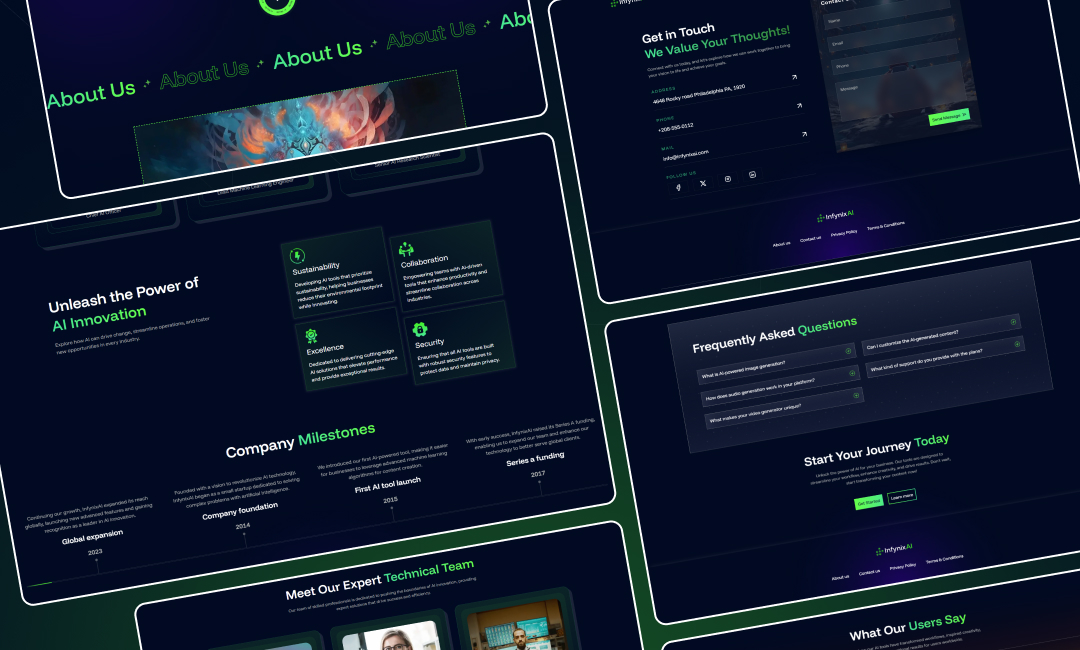 About Us About Us About Us About Us
Data Machine Learning Engineer
Senior AI Research Scientist
Unleash the Power of
AI Innovation
Explore how AI can drive change, streamline operations, and foster
new opportunities in every industry.
Sustainability
Developing AI tools that prioritize
sustainability, helping businesses
reduce their environmental footprint
while innovating.
Collaboration
Empowering teams with AI-driven
tools that enhance productivity and
streamline collaboration across
industries.
Excellence
Dedicated to delivering cutting-edge
AI solutions that elevate performance
and provide exceptional results.
Security
Ensuring that all AI tools are built
with robust security features to
protect data and maintain privacy.
Company Milestones
Continuing our growth, InfynixAI expanded its reach
globally, launching new advanced features and gaining
recognition as a leader in AI innovation.
Global expansion
2023
Founded with a vision to revolutionize AI technology,
InfynixAI began as a small startup dedicated to solving
complex problems with artificial intelligence.
Company foundation
2014
We introduced our first AI-powered tool, making it easier
for businesses to leverage advanced machine learning
algorithms for content creation.
First AI tool launch
2015
With early success, InfynixAI raised its Series A funding,
enabling us to expand our team and enhance our
technology to better serve global clients.
Series a funding
2017
Meet Our Expert Technical Team
Our team of skilled professionals is dedicated to pushing the boundaries of AI innovation, providing
expert solutions that drive success and efficiency.
Get in Touch
We Value Your Thoughts!
Connect with us today, and let's explore how we can work together to bring
your vision to life and achieve your goals.
ADDRESS
4648 Rocky road Philadelphia PA, 1920
PHONE
+208-555-0112
MAIL
info@infynixai.com
FOLLOW US
Name
Email
Phone
Message
Send Message
InfynixAI
About us
Contact us
Privacy Policy
Terms & Conditions
Frequently Asked Questions
What is AI-powered image generation?
Can I customize the AI-generated content?
How does audio generation work in your platform?
What kind of support do you provide with the plans?
What makes your video generator unique?
Start Your Journey Today
Unlock the power of AI for your business. Our tools are designed to
streamline your workflow, enhance creativity, and drive results. Don't wait,
start transforming your content now!
Get Started
Learn more
InfynixAI
About us
Contact us
Privacy Policy
Terms & Conditions
What Our Users Say